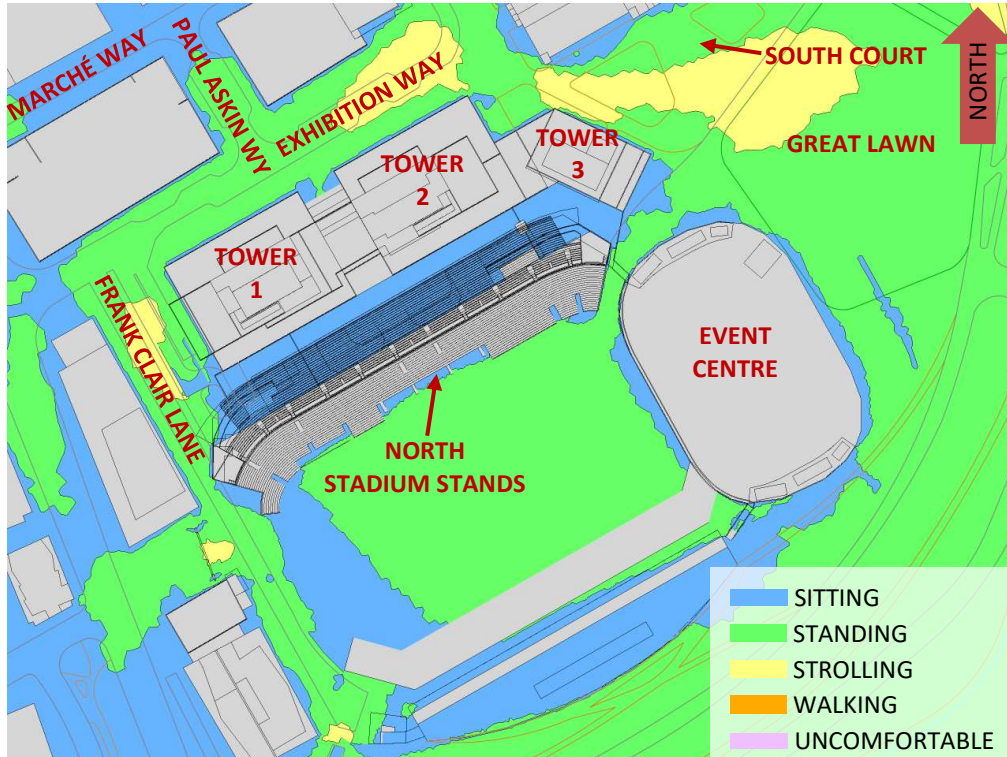 MARCHÉ WAY
PAUL ASKIN WY
EXHIBITION WAY
SOUTH COURT
NORTH
GREAT LAWN
TOWER
3
TOWER
2
TOWER
1
FRANK CLAIR LANE
EVENT
CENTRE
NORTH
STADIUM STANDS
SITTING
STANDING
STROLLING
WALKING
UNCOMFORTABLE